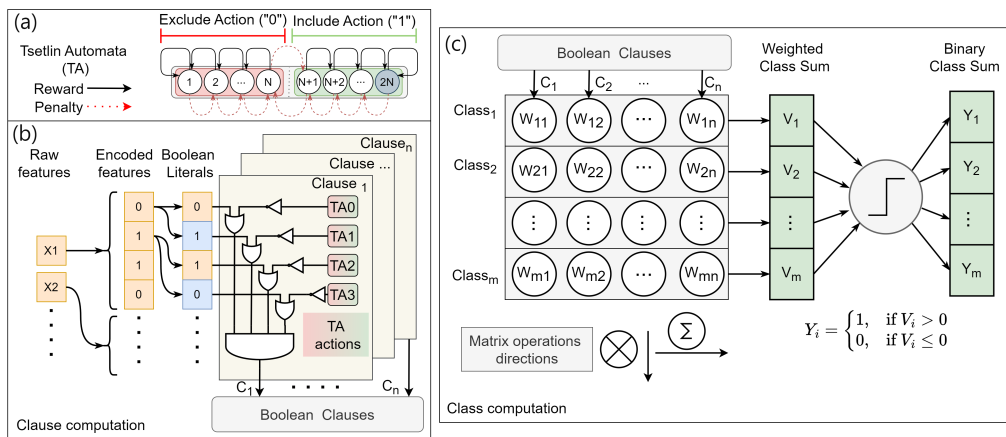 (a)
Exclude Action ("0") Include Action ("1")
Tsetlin Automata
(TA)
Reward
Penalty
1 2 ... N N+1 N+2 ... 2N
(b)
Raw
features
Encoded
features
Boolean
Literals
Clause n
Clause ...
Clause 1
X1
X2
0
1
1
0
0
1
1
0
TA0
TA1
TA2
TA3
TA
actions
C1 . . . . Cn
Boolean Clauses
Clause computation
(c)
Boolean Clauses
C1 C2 ... Cn
Weighted
Class Sum
Binary
Class Sum
Class1 W11 W12 ... W1n V1 Y1
Class2 W21 W22 ... W2n V2 Y2
⋮ ⋮ ⋮ ⋮ ⋮ ⋮
Classm Wm1 Wm2 ... Wmn Vm Ym
Matrix operations
directions
Σ
Yi = { 1, if Vi > 0
0, if Vi ≤ 0
Class computation